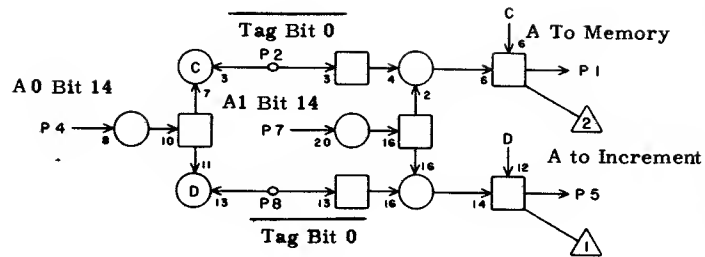 Tag Bit 0
C
A To Memory
P2
6
C
3
3
4
6
P1
7
2
A0 Bit 14
A1 Bit 14
2
P4
8
10
P7
20
16
D
A to Increment
11
16
12
D
13
P8
13
16
14
P5
Tag Bit 0
1